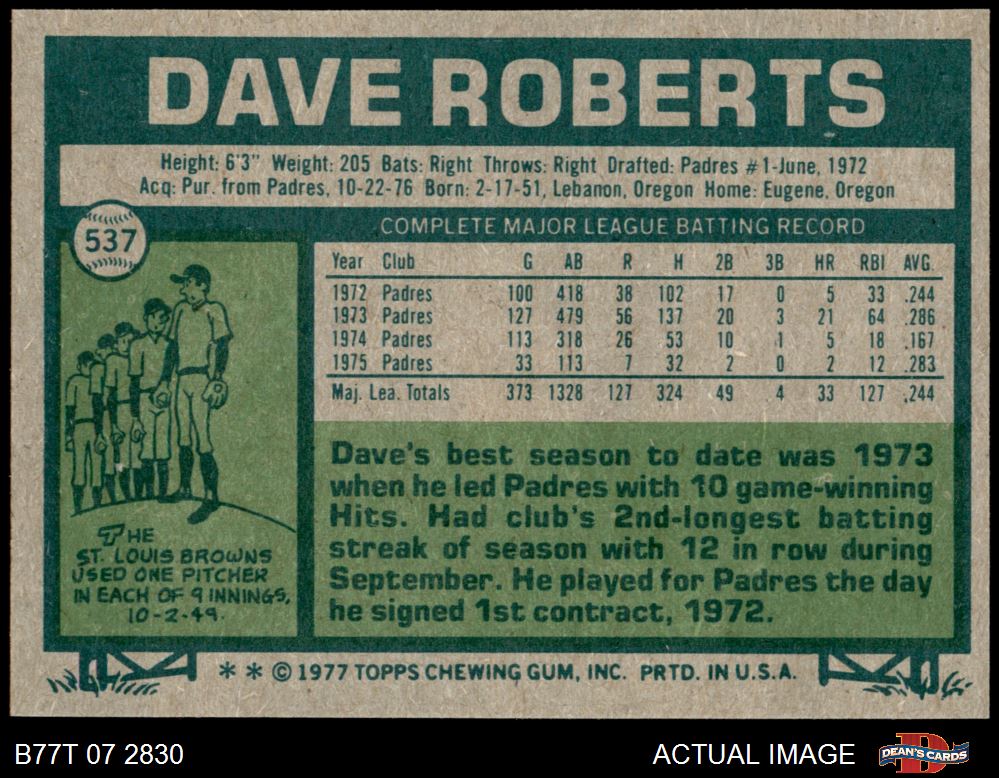 DAVE ROBERTS
Height: 6'3" Weight: 205 Bats: Right Throws: Right Drafted: Padres #1-June, 1972
Acq: Pur. from Padres, 10-22-76 Born: 2-17-51, Lebanon, Oregon Home: Eugene, Oregon
537
COMPLETE MAJOR LEAGUE BATTING RECORD
Year Club G AB R H 2B 3B HR RBI AVG.
1972 Padres 100 418 38 102 17 0 5 33 .244
1973 Padres 127 479 56 137 20 3 21 64 .286
1974 Padres 113 318 26 53 10 1 5 18 .167
1975 Padres 33 113 7 32 2 0 2 12 .283
Maj. Lea. Totals 373 1328 127 324 49 4 33 127 .244
THE
ST. LOUIS BROWNS
USED ONE PITCHER
IN EACH OF 9 INNINGS,
10-2-49.
Dave's best season to date was 1973
when he led Padres with 10 game-winning
Hits. Had club's 2nd-longest batting
streak of season with 12 in row during
September. He played for Padres the day
he signed 1st contract, 1972.
* * © 1977 TOPPS CHEWING GUM, INC. PRTD. IN U.S.A.
B77T 07 2830
ACTUAL IMAGE
DEAN'S CARDS